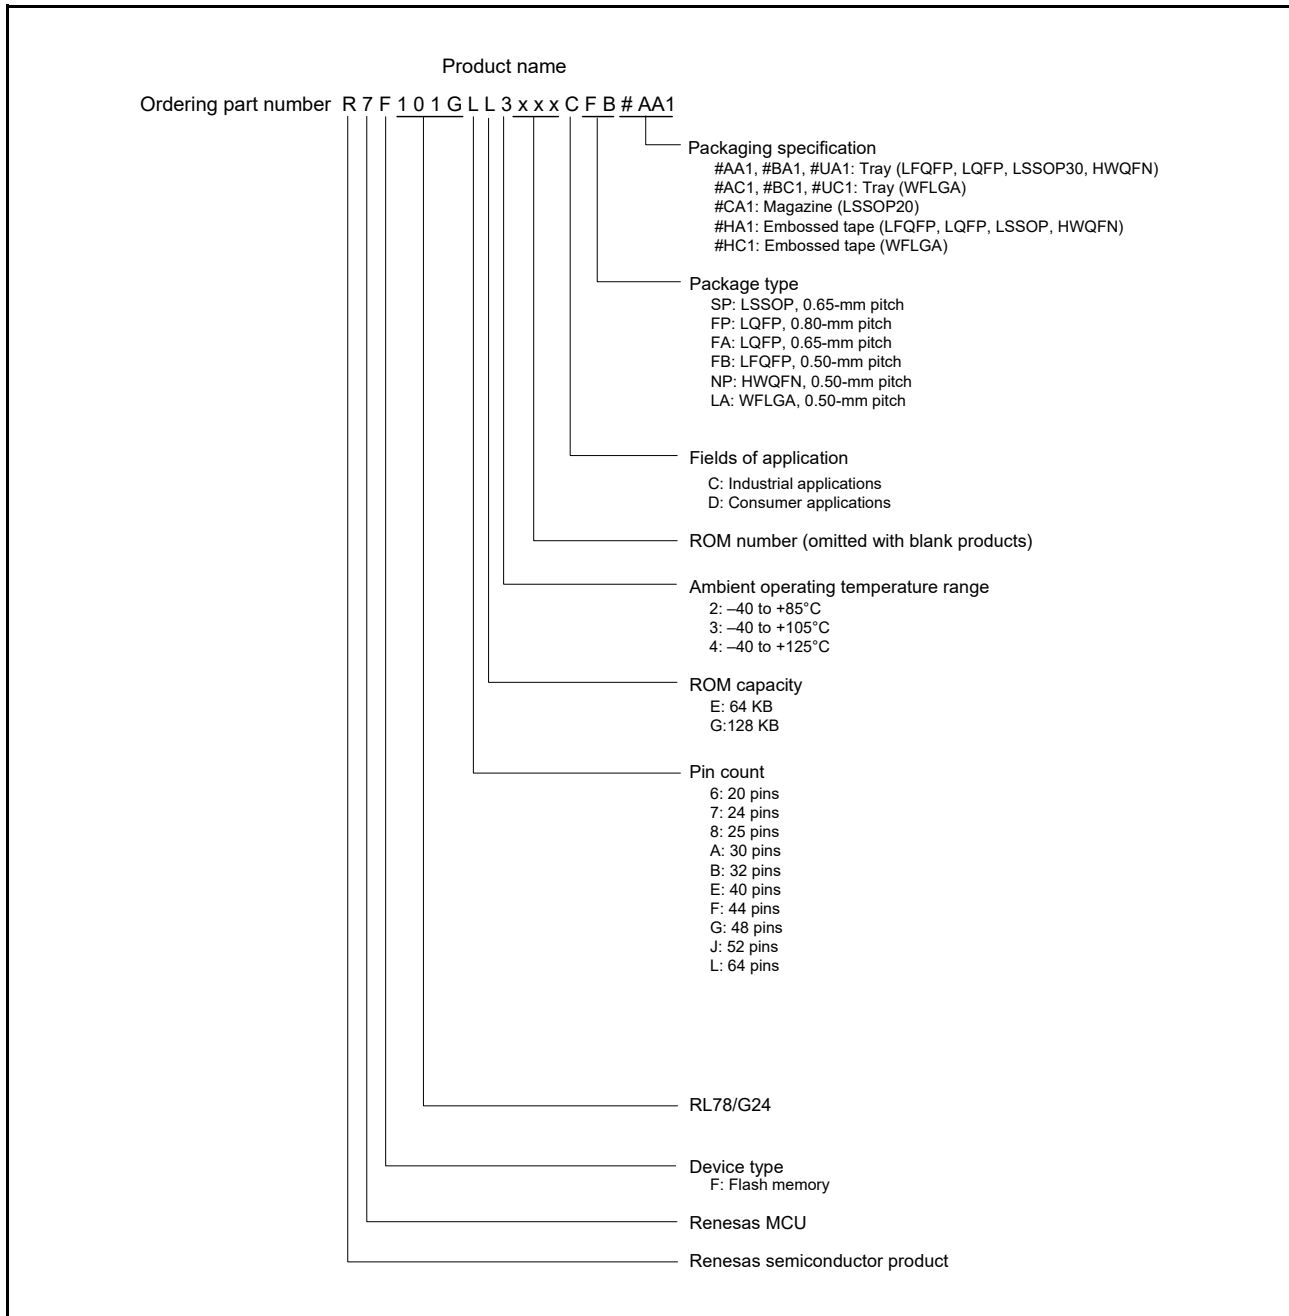 Product name
Ordering part number R 7 F 1 0 1 G L L 3 x x x C F B # AA1
Packaging specification
#AA1, #BA1, #UA1: Tray (LFQFP, LQFP, LSSOP30, HWQFN)
#AC1, #BC1, #UC1: Tray (WFLGA)
#CA1: Magazine (LSSOP20)
#HA1: Embossed tape (LFQFP, LQFP, LSSOP, HWQFN)
#HC1: Embossed tape (WFLGA)
Package type
SP: LSSOP, 0.65-mm pitch
FP: LQFP, 0.80-mm pitch
FA: LQFP, 0.65-mm pitch
FB: LFQFP, 0.50-mm pitch
NP: HWQFN, 0.50-mm pitch
LA: WFLGA, 0.50-mm pitch
Fields of application
C: Industrial applications
D: Consumer applications
ROM number (omitted with blank products)
Ambient operating temperature range
2: –40 to +85°C
3: –40 to +105°C
4: –40 to +125°C
ROM capacity
E: 64 KB
G:128 KB
Pin count
6: 20 pins
7: 24 pins
8: 25 pins
A: 30 pins
B: 32 pins
E: 40 pins
F: 44 pins
G: 48 pins
J: 52 pins
L: 64 pins
RL78/G24
Device type
F: Flash memory
Renesas MCU
Renesas semiconductor product